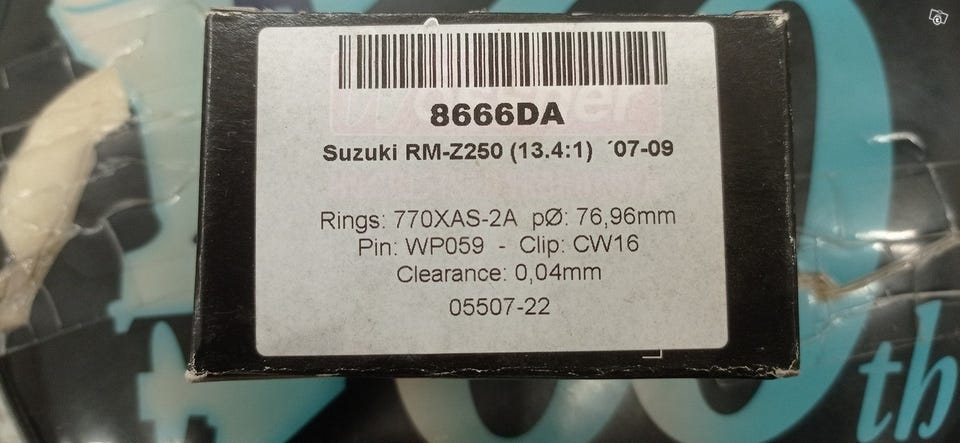 8666DA
Suzuki RM-Z250 (13.4:1) ´07-09
Rings: 770XAS-2A pØ: 76,96mm
Pin: WP059 - Clip: CW16
Clearance: 0,04mm
05507-22
th